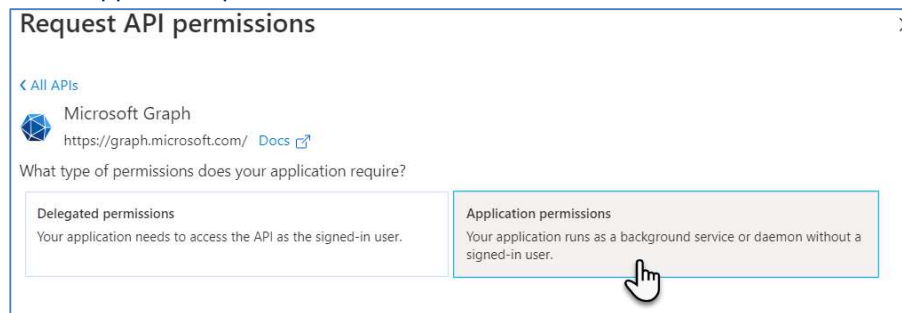 Request API permissions
All APIs
Microsoft Graph
https://graph.microsoft.com/ Docs
What type of permissions does your application require?
Delegated permissions
Your application needs to access the API as the signed-in user.
Application permissions
Your application runs as a background service or daemon without a
signed-in user.